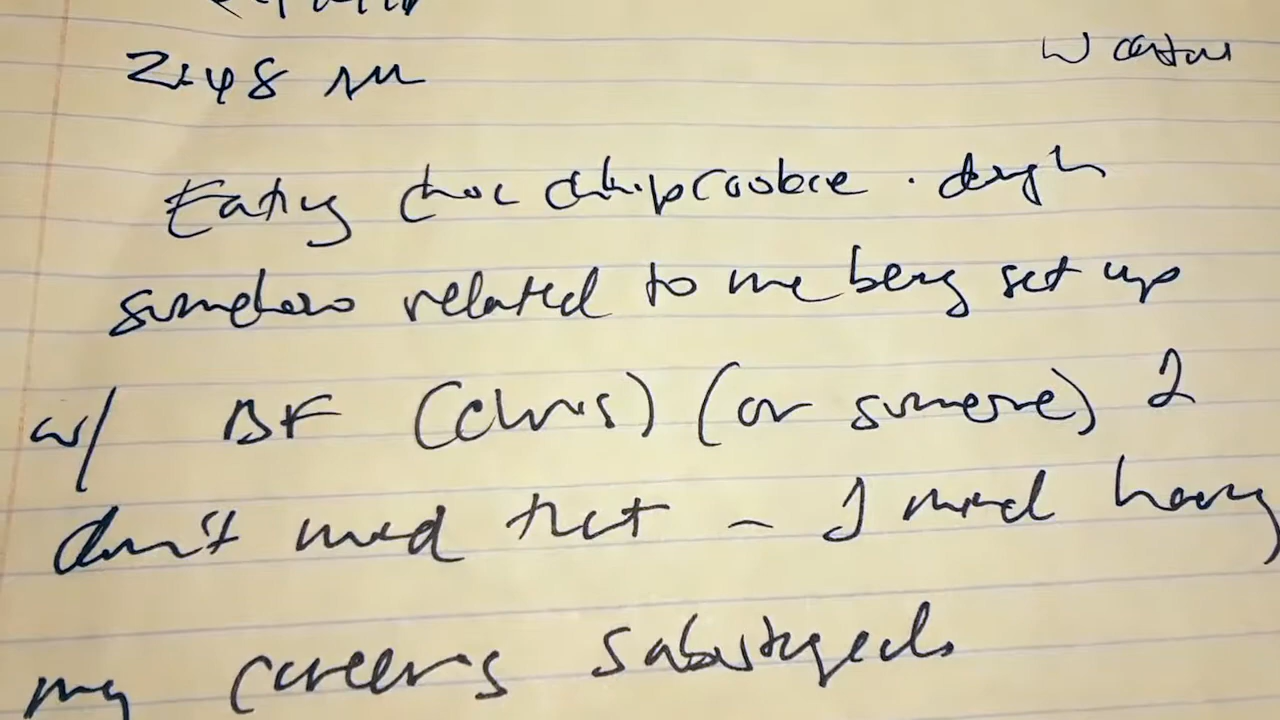 2:48 AM
Eating choc chip cookie dough
somehow related to me being set up
w/ BF (Chris) (or someone) I
don't mind that – I mind having
my careers sabotaged.